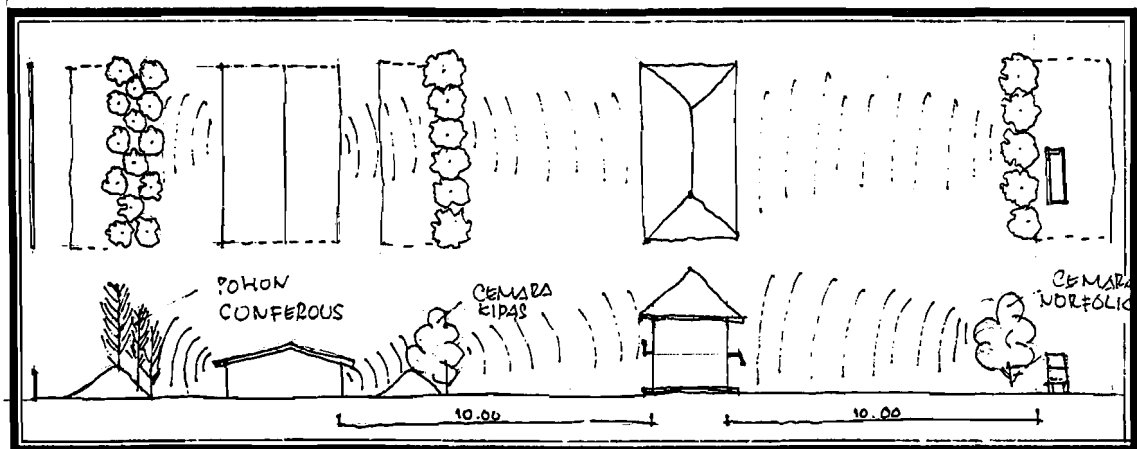 POHON
CONFEROUS
CEMARA
KIPAS
CEMARA
NORFOLK
10.00
10.00